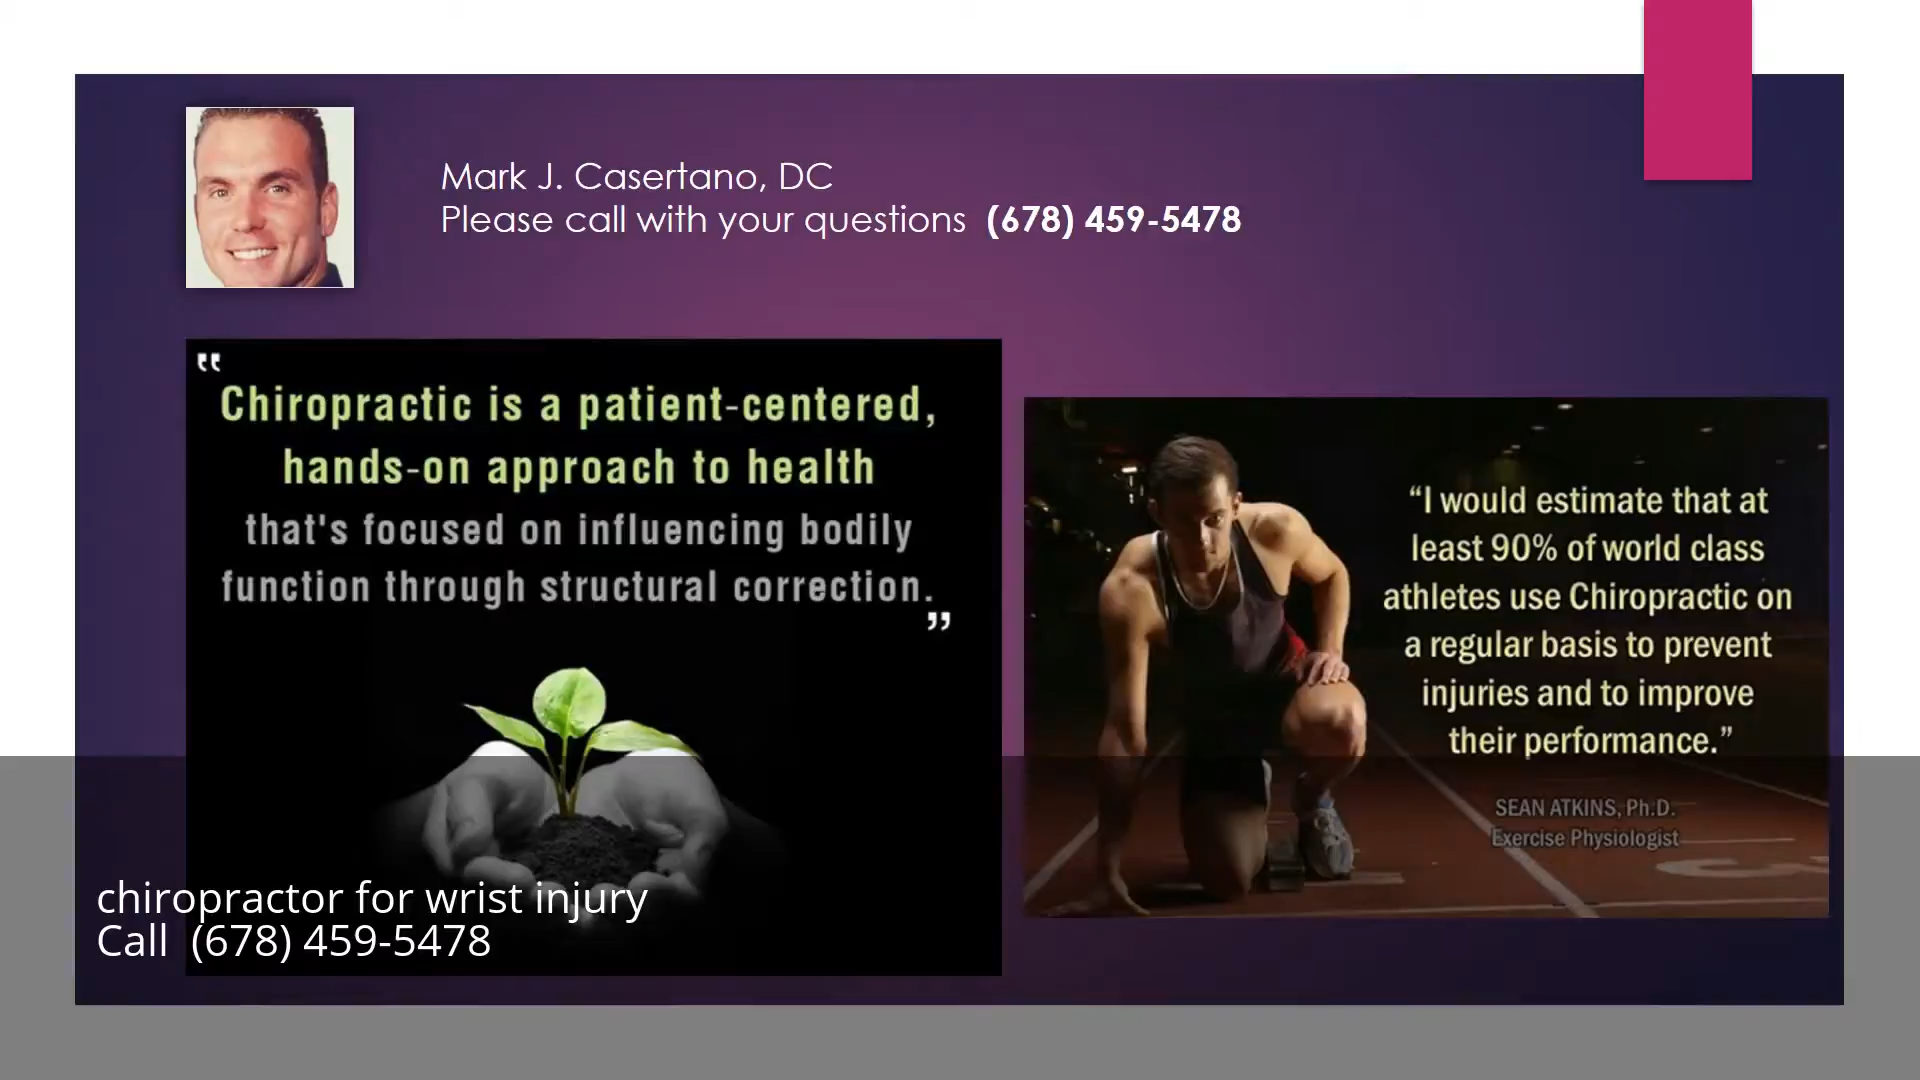 Mark J. Casertano, DC
Please call with your questions (678) 459-5478
"
Chiropractic is a patient-centered,
hands-on approach to health
that's focused on influencing bodily
function through structural correction.
"
“I would estimate that at
least 90% of world class
athletes use Chiropractic on
a regular basis to prevent
injuries and to improve
their performance.”
SEAN ATKINS, Ph.D.
Exercise Physiologist
chiropractor for wrist injury
Call (678) 459-5478